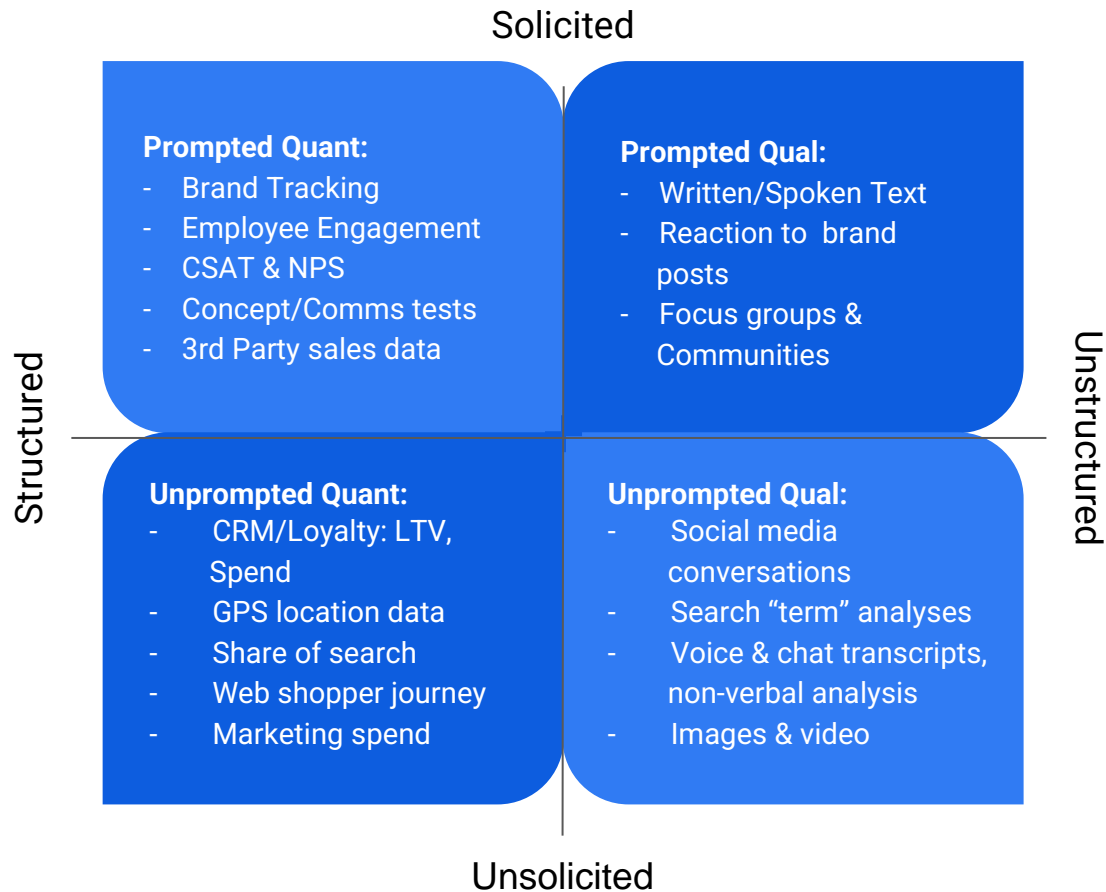 Solicited
Prompted Quant:
- Brand Tracking
- Employee Engagement
- CSAT & NPS
- Concept/Comms tests
- 3rd Party sales data
Prompted Qual:
- Written/Spoken Text
- Reaction to brand
posts
- Focus groups &
Communities
Structured
Unstructured
Unprompted Quant:
- CRM/Loyalty: LTV,
Spend
- GPS location data
- Share of search
- Web shopper journey
- Marketing spend
Unprompted Qual:
- Social media
conversations
- Search “term” analyses
- Voice & chat transcripts,
non-verbal analysis
- Images & video
Unsolicited